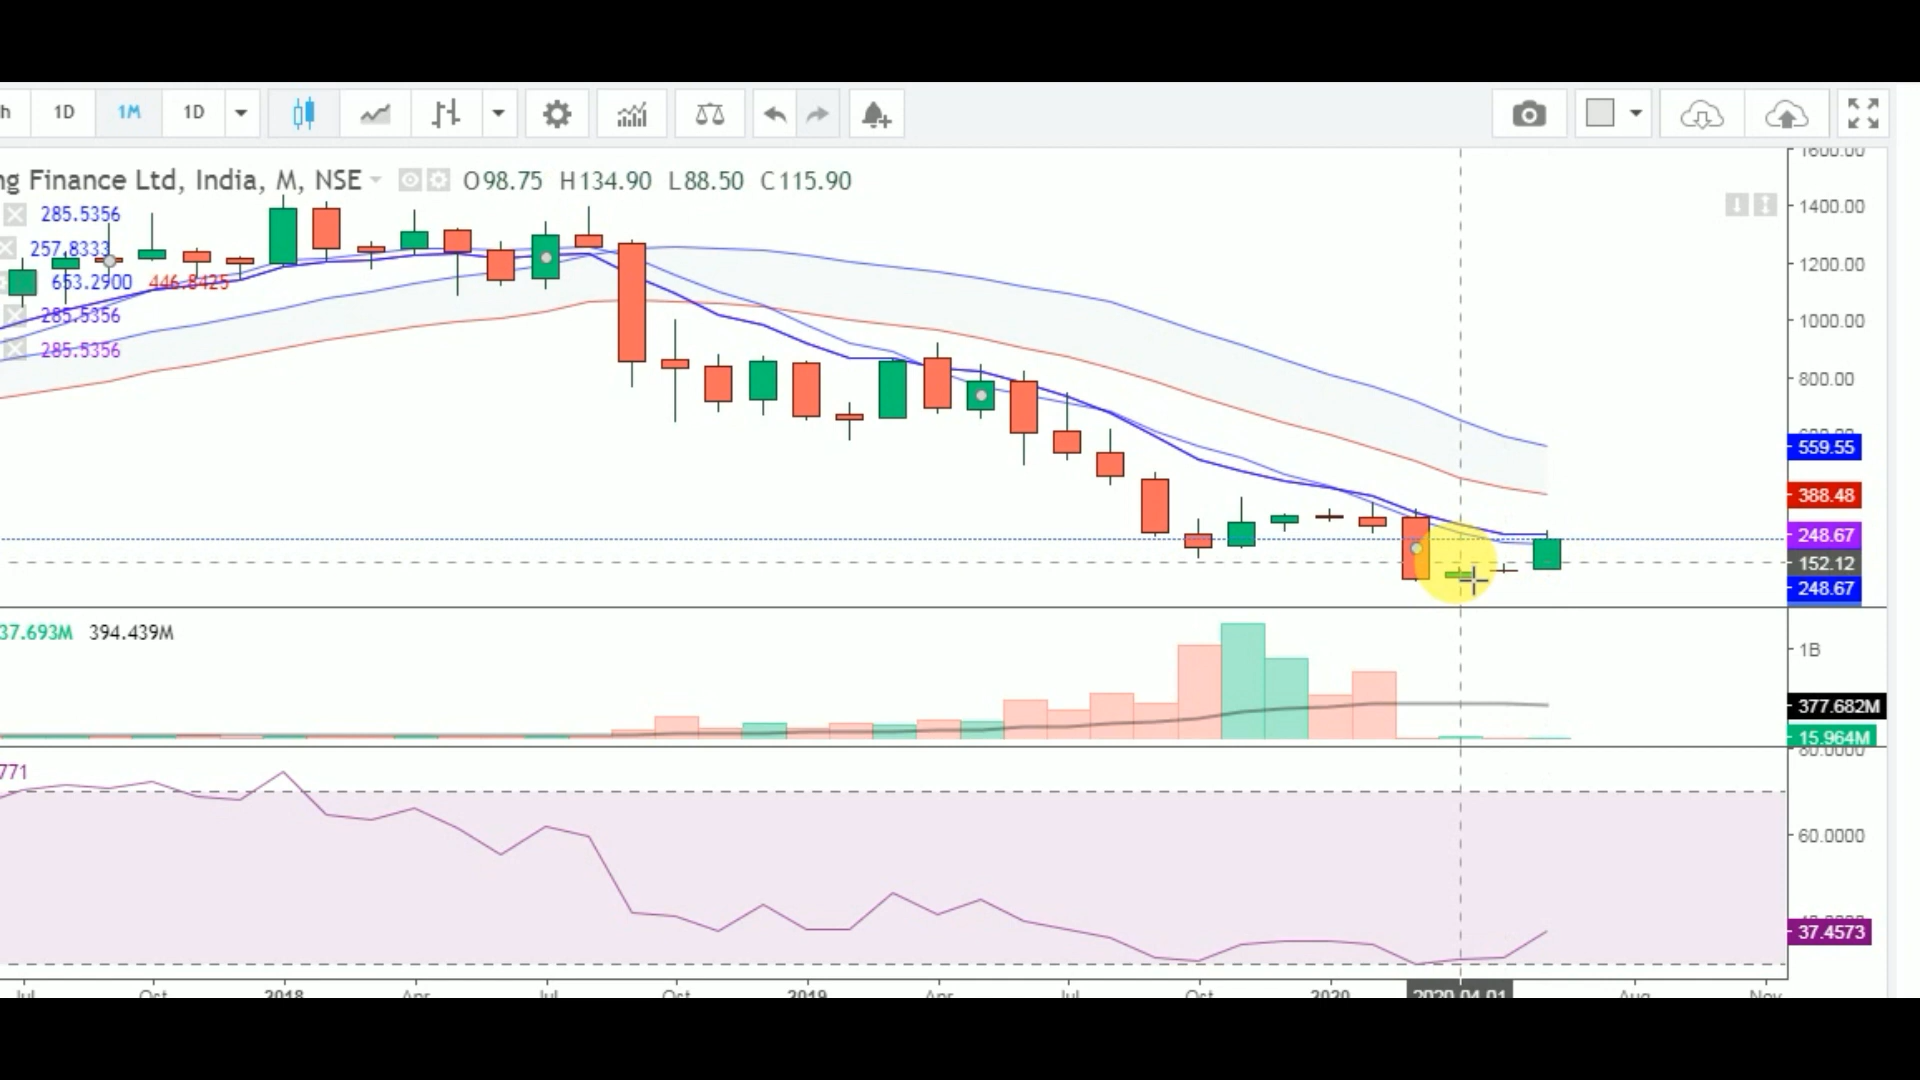 h 1D 1M 1D
ng Finance Ltd, India, M, NSE O98.75 H134.90 L88.50 C115.90
285.5356
257.8333
653.2900 446.8425
285.5356
285.5356
1600.00
1400.00
1200.00
1000.00
800.00
559.55
388.48
248.67
152.12
248.67
37.693M 394.439M
1B
377.682M
15.964M
771
80.0000
60.0000
37.4573
Jul Oct 2018 Apr Jul Oct 2019 Apr Jul Oct 2020 2020-04-01 Aug Nov